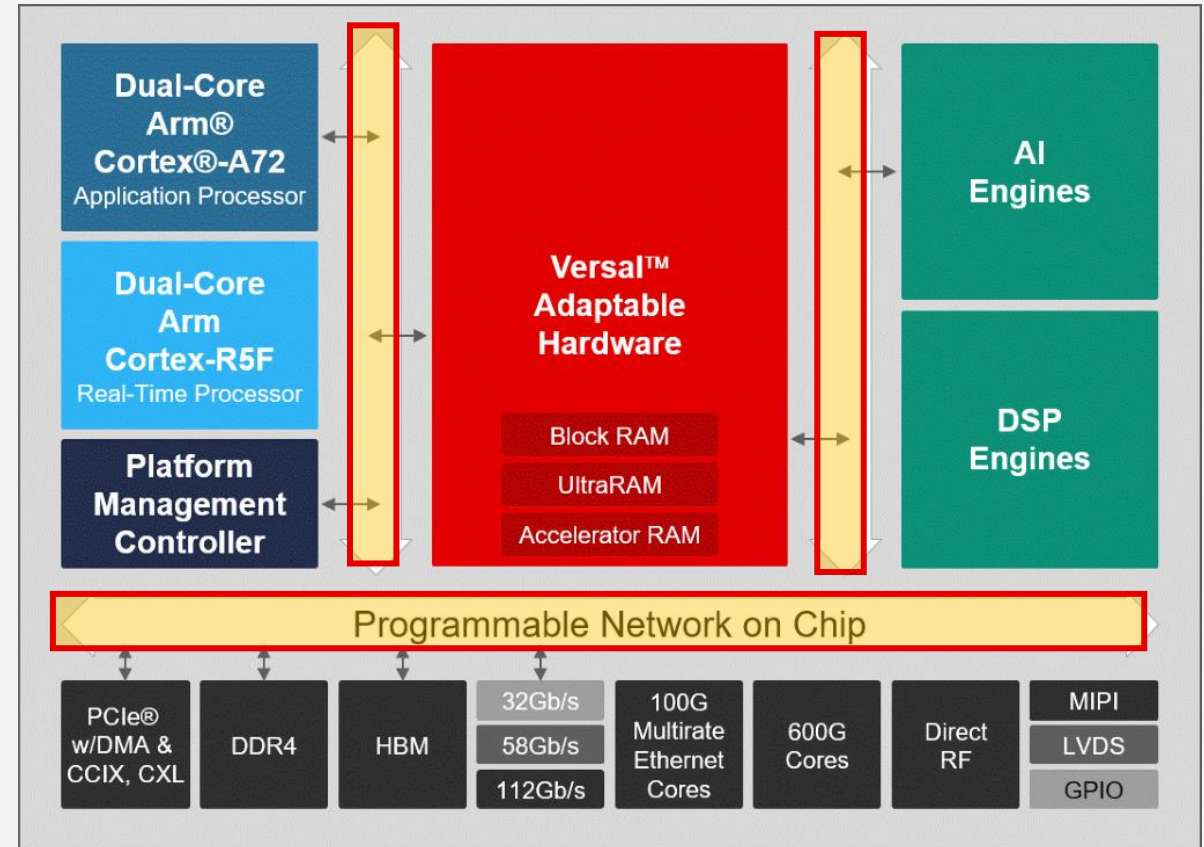 Dual-Core
Arm®
Cortex®-A72
Application Processor
Dual-Core
Arm
Cortex-R5F
Real-Time Processor
Platform
Management
Controller
Versal™
Adaptable
Hardware
Block RAM
UltraRAM
Accelerator RAM
AI
Engines
DSP
Engines
Programmable Network on Chip
PCIe®
w/DMA &
CCIX, CXL
DDR4
HBM
32Gb/s
58Gb/s
112Gb/s
100G
Multirate
Ethernet
Cores
600G
Cores
Direct
RF
MIPI
LVDS
GPIO